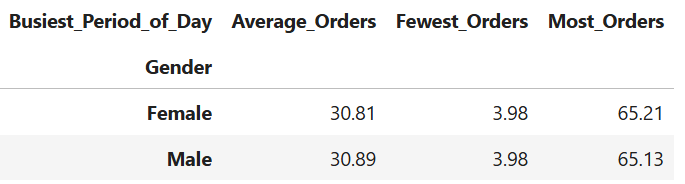 Busiest_Period_of_Day Average_Orders Fewest_Orders Most_Orders
Gender
Female 30.81 3.98 65.21
Male 30.89 3.98 65.13